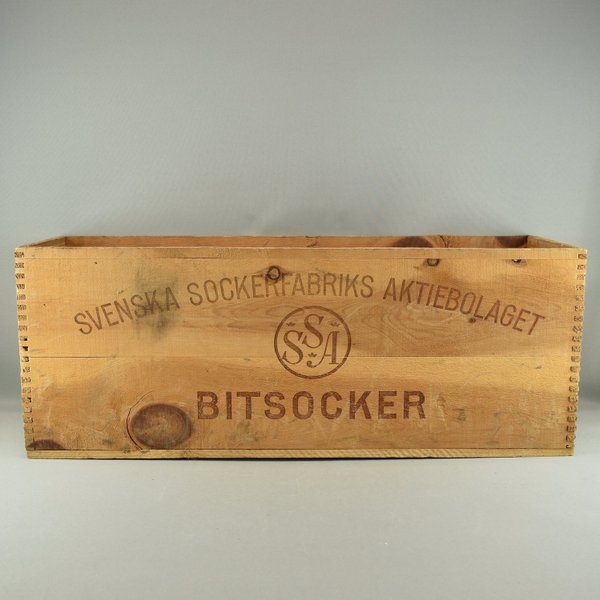 SVENSKA SOCKERFABRIKS AKTIEBOLAGET
SSA
BITSOCKER